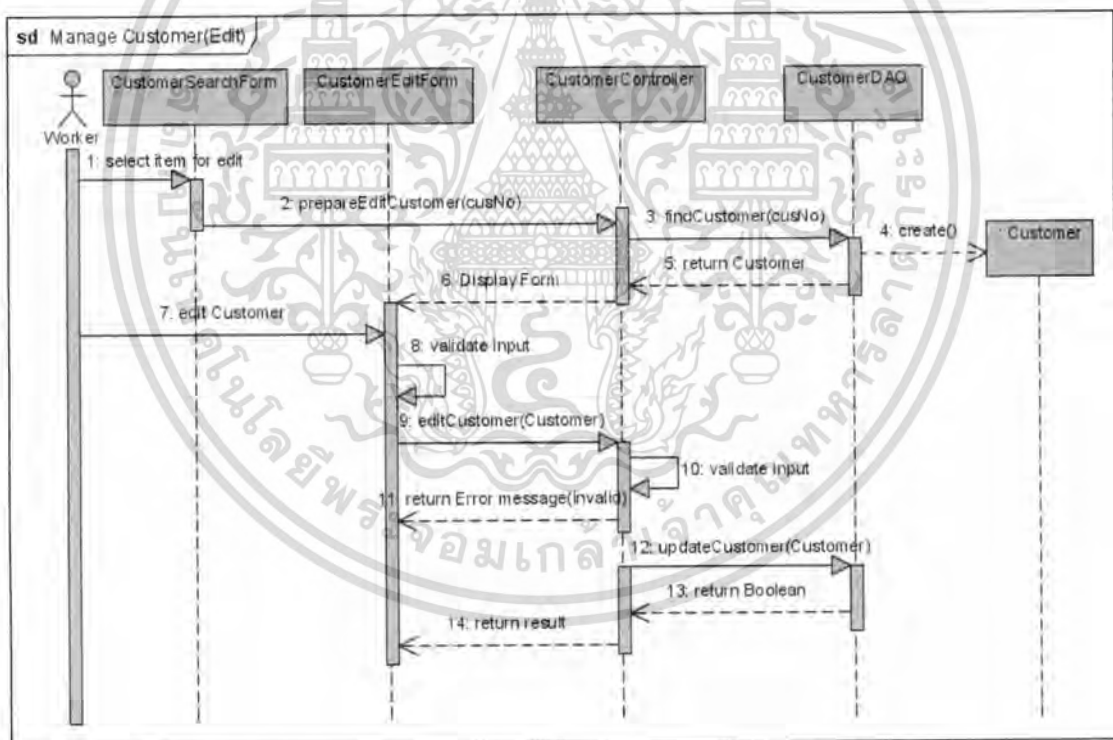 sd Manage Customer(Edit)
CustomerSearchForm
CustomerEditForm
CustomerController
CustomerDAO
Worker
1: select item for edit
2: prepareEditCustomer(cusNo)
3: findCustomer(cusNo)
4: create()
Customer
5: return Customer
6: Display Form
7: edit Customer
8: validate Input
9: editCustomer(Customer)
10: validate Input
11: return Error message(invalid)
12: updateCustomer(Customer)
13: return Boolean
14: return result